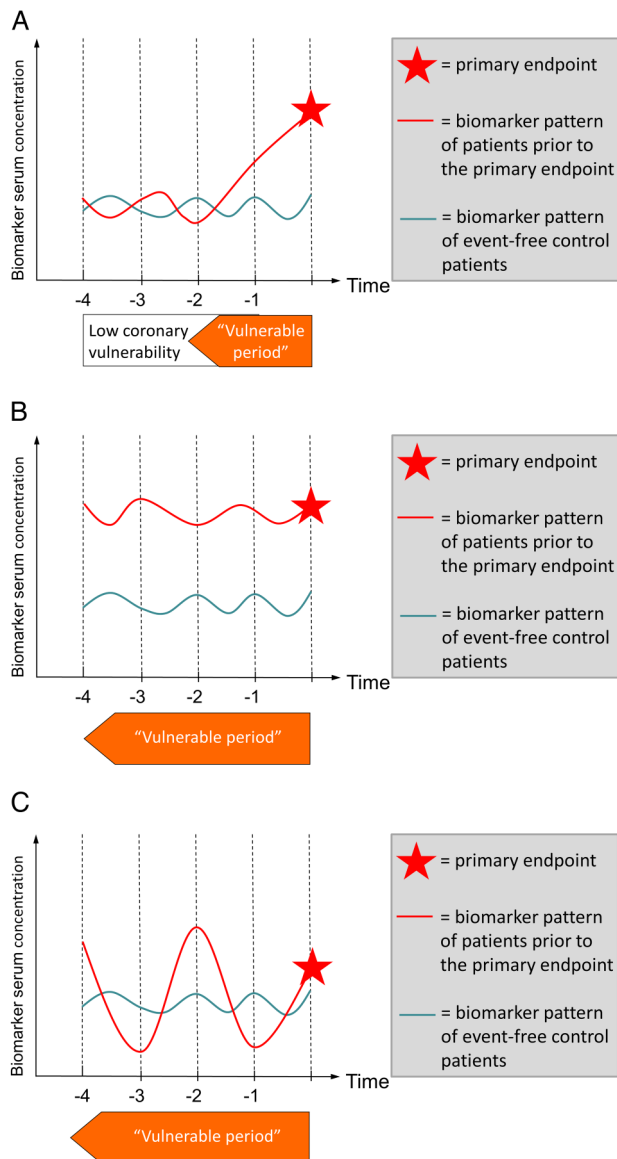 A
Biomarker serum concentration
Time
-4 -3 -2 -1
Low coronary
vulnerability
“Vulnerable
period”
= primary endpoint
= biomarker pattern
of patients prior to
the primary endpoint
= biomarker pattern
of event-free control
patients
B
Biomarker serum concentration
Time
-4 -3 -2 -1
“Vulnerable period”
= primary endpoint
= biomarker pattern
of patients prior to
the primary endpoint
= biomarker pattern
of event-free control
patients
C
Biomarker serum concentration
Time
-4 -3 -2 -1
“Vulnerable period”
= primary endpoint
= biomarker pattern
of patients prior to
the primary endpoint
= biomarker pattern
of event-free control
patients